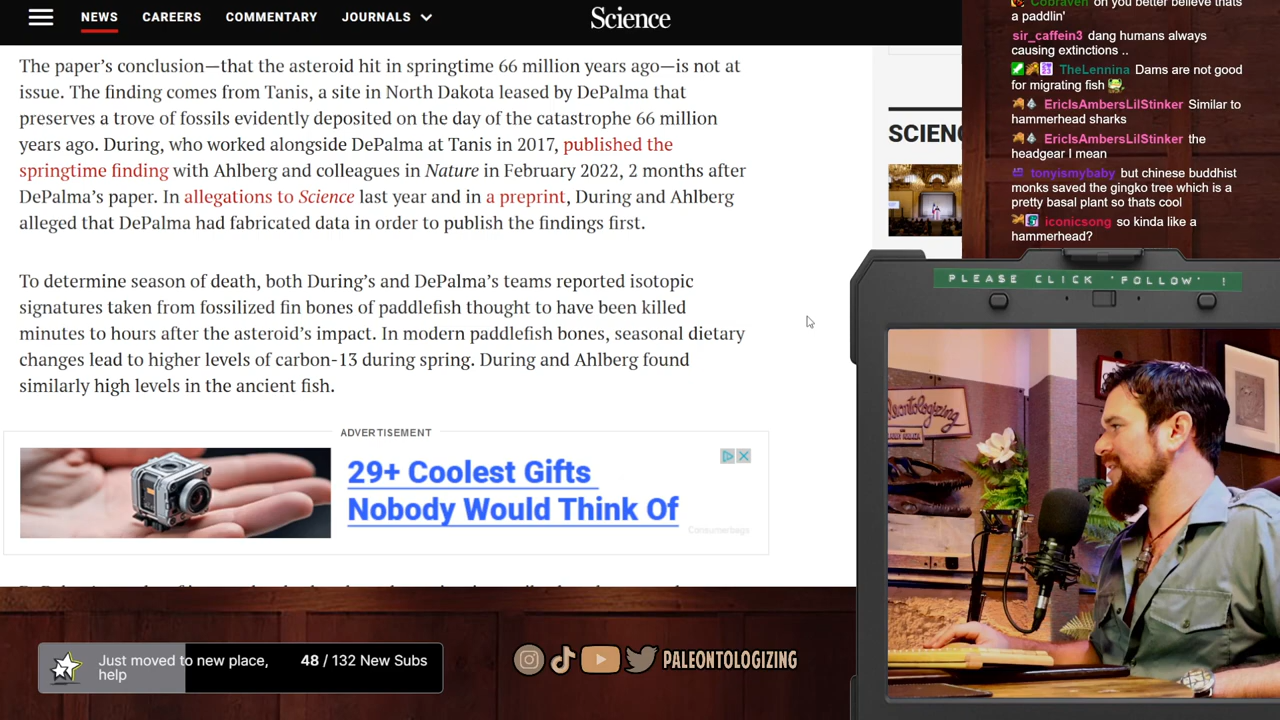 NEWS CAREERS COMMENTARY JOURNALS
Science
The paper's conclusion—that the asteroid hit in springtime 66 million years ago—is not at
issue. The finding comes from Tanis, a site in North Dakota leased by DePalma that
preserves a trove of fossils evidently deposited on the day of the catastrophe 66 million
years ago. During, who worked alongside DePalma at Tanis in 2017, published the
springtime finding with Ahlberg and colleagues in Nature in February 2022, 2 months after
DePalma's paper. In allegations to Science last year and in a preprint, During and Ahlberg
alleged that DePalma had fabricated data in order to publish the findings first.
To determine season of death, both During's and DePalma's teams reported isotopic
signatures taken from fossilized fin bones of paddlefish thought to have been killed
minutes to hours after the asteroid's impact. In modern paddlefish bones, seasonal dietary
changes lead to higher levels of carbon-13 during spring. During and Ahlberg found
similarly high levels in the ancient fish.
ADVERTISEMENT
29+ Coolest Gifts
Nobody Would Think Of
Consumerbags
SCIENC
Cobraven on you better believe thats
a paddlin'
sir_caffein3 dang humans always
causing extinctions ..
TheLennina Dams are not good
for migrating fish
EricIsAmbersLilStinker Similar to
hammerhead sharks
EricIsAmbersLilStinker the
headgear I mean
tonyismybaby but chinese buddhist
monks saved the gingko tree which is a
pretty basal plant so thats cool
iconicsong so kinda like a
hammerhead?
PLEASE CLICK 'FOLLOW' !
Paleontologizing
Just moved to new place,
help
48 / 132 New Subs
PALEONTOLOGIZING